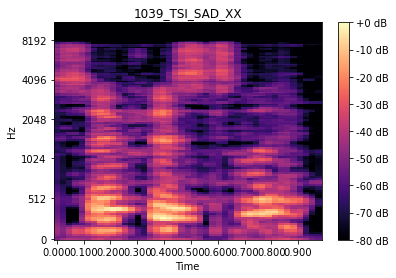 1039_TSI_SAD_XX
+0 dB
8192
-10 dB
4096
-20 dB
-30 dB
2048
Hz
-40 dB
1024
-50 dB
512
-60 dB
-70 dB
0
-80 dB
0.0000.1000.2000.3000.4000.5000.6000.7000.8000.900
Time